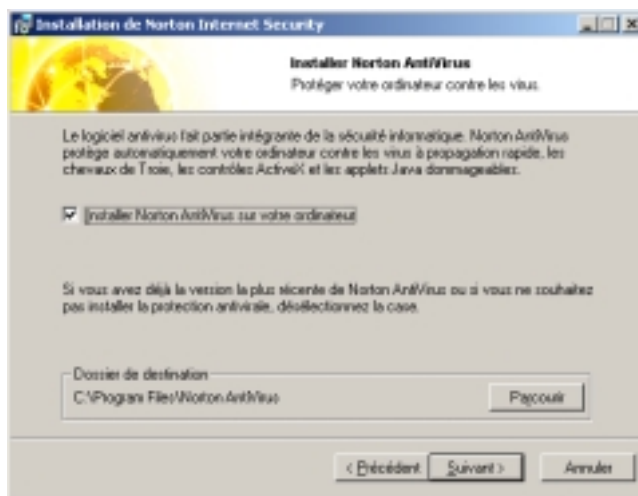 Installation de Norton Internet Security
Installer Norton AntiVirus
Protéger votre ordinateur contre les virus.
Le logiciel antivirus fait partie intégrante de la sécurité informatique. Norton AntiVirus
protège automatiquement votre ordinateur contre les virus à propagation rapide, les
chevaux de Troie, les contrôles ActiveX et les applets Java dommageables.
Installer Norton AntiVirus sur votre ordinateur
Si vous avez déjà la version la plus récente de Norton AntiVirus ou si vous ne souhaitez
pas installer la protection antivirale, désélectionnez la case.
Dossier de destination
C:\Program Files\Norton AntiVirus
Parcourir
< Précédent
Suivant >
Annuler